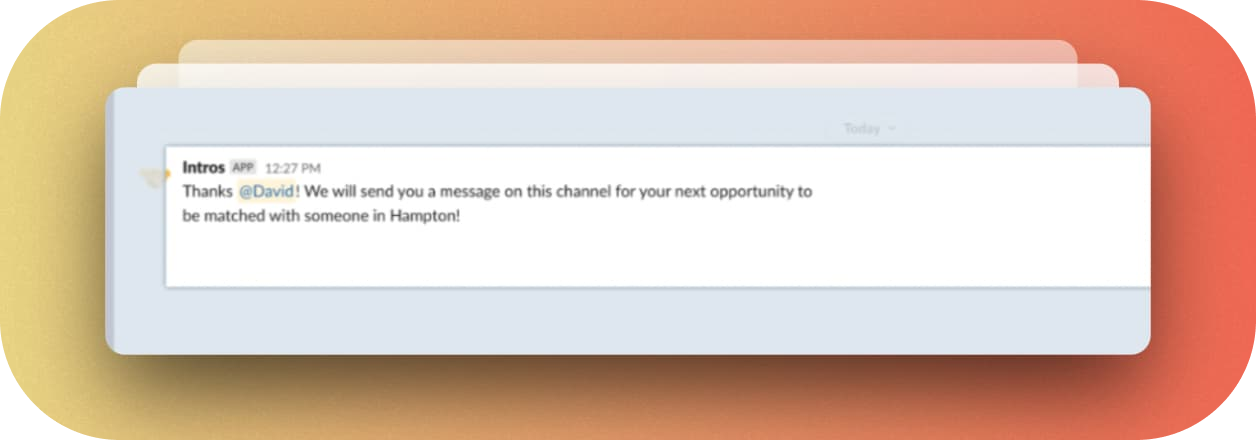 Today
Intros APP 12:27 PM
Thanks @David! We will send you a message on this channel for your next opportunity to
be matched with someone in Hampton!